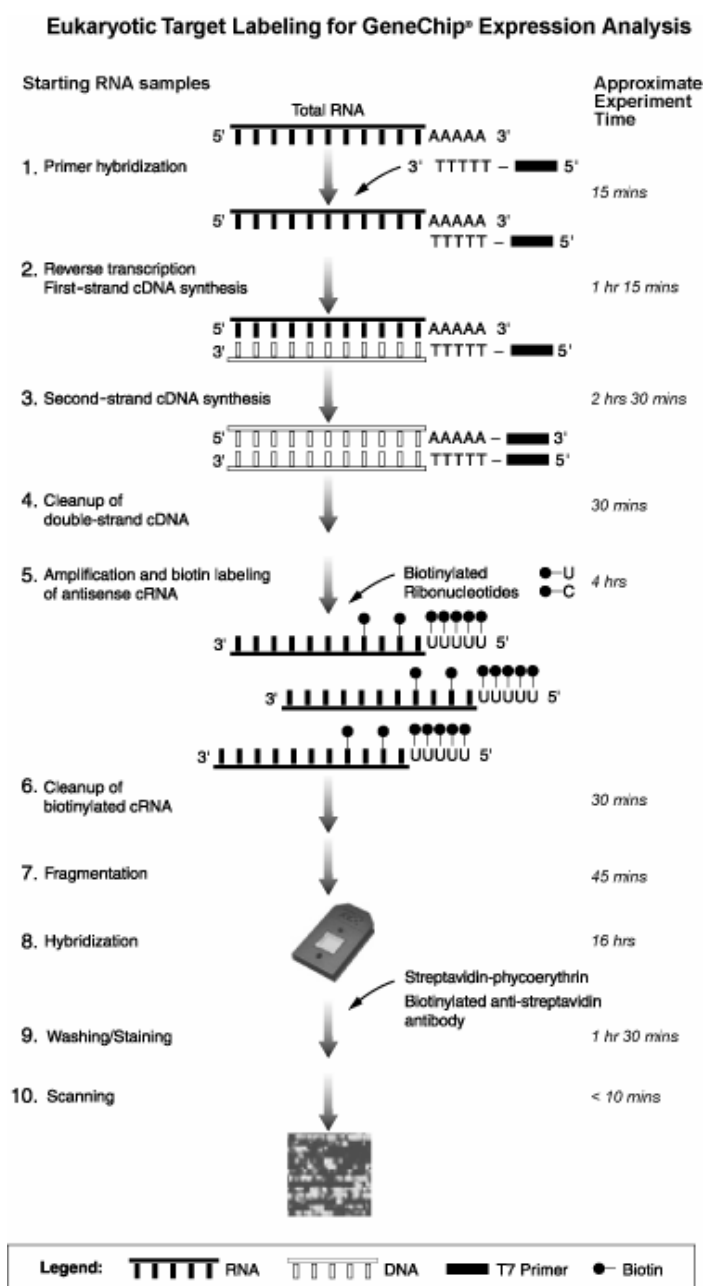 Eukaryotic Target Labeling for GeneChip® Expression Analysis
Starting RNA samples
Approximate
Experiment
Time
Total RNA
5' AAAAA 3'
1. Primer hybridization
3' TTTTT – 5'
15 mins
5' AAAAA 3'
TTTTT – 5'
2. Reverse transcription
First-strand cDNA synthesis
1 hr 15 mins
5' AAAAA 3'
3' TTTTT – 5'
3. Second-strand cDNA synthesis
2 hrs 30 mins
5' AAAAA – 3'
3' TTTTT – 5'
4. Cleanup of
double-strand cDNA
30 mins
5. Amplification and biotin labeling
of antisense cRNA
Biotinylated
Ribonucleotides
U
C
4 hrs
3' UUUUU 5'
3' UUUUU 5'
3' UUUUU 5'
6. Cleanup of
biotinylated cRNA
30 mins
7. Fragmentation
45 mins
8. Hybridization
16 hrs
Streptavidin-phycoerythrin
Biotinylated anti-streptavidin
antibody
9. Washing/Staining
1 hr 30 mins
10. Scanning
< 10 mins
Legend: RNA DNA T7 Primer Biotin